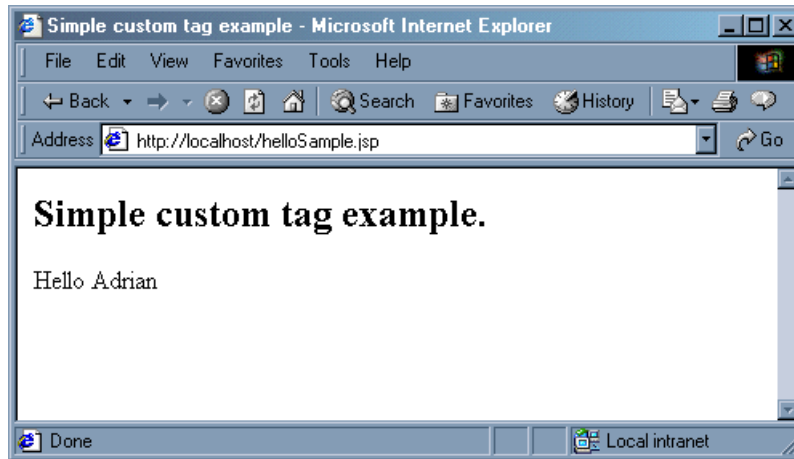 Simple custom tag example - Microsoft Internet Explorer
File Edit View Favorites Tools Help
Back Search Favorites History
Address http://localhost/helloSample.jsp Go
Simple custom tag example.
Hello Adrian
Done Local intranet